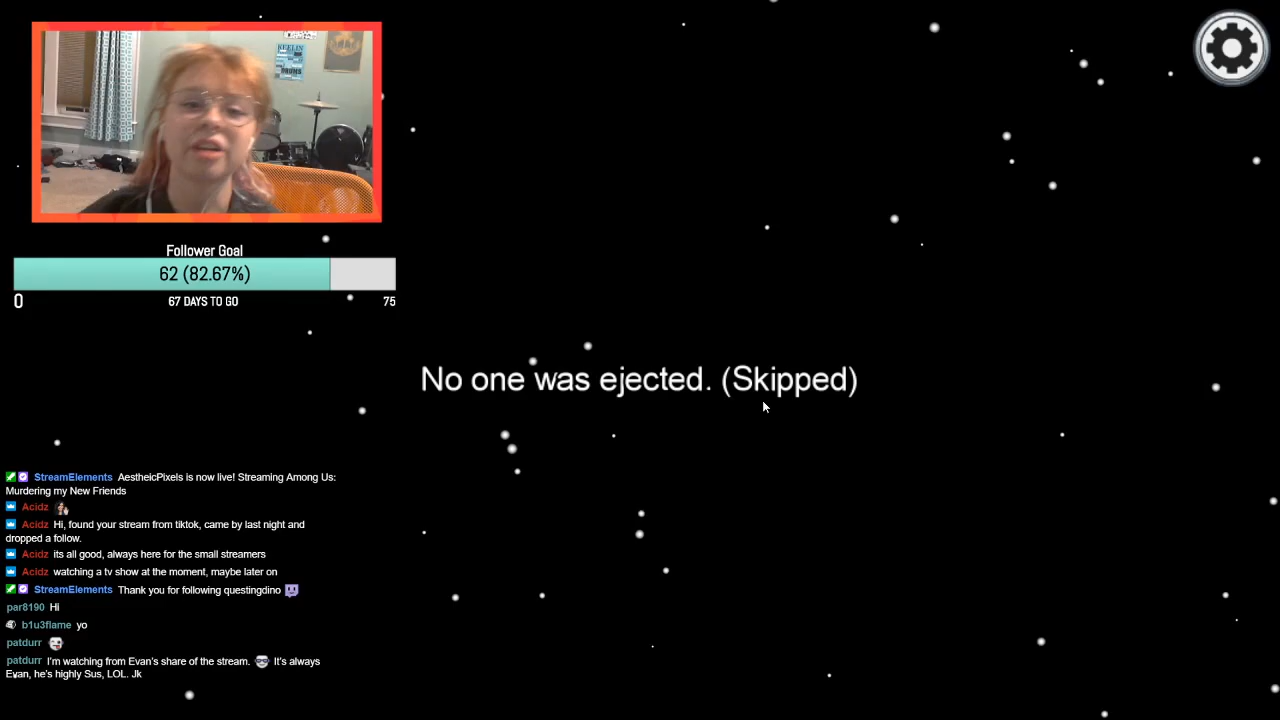 KEELIN
DRUMS
Follower Goal
62 (82.67%)
0
67 DAYS TO GO
75
No one was ejected. (Skipped)
StreamElements AestheicPixels is now live! Streaming Among Us:
Murdering my New Friends
Acidz
Acidz Hi, found your stream from tiktok, came by last night and
dropped a follow.
Acidz its all good, always here for the small streamers
Acidz watching a tv show at the moment, maybe later on
StreamElements Thank you for following questingdino
par8190 Hi
b1u3flame yo
patdurr
patdurr I'm watching from Evan's share of the stream. It's always
Evan, he's highly Sus, LOL. Jk